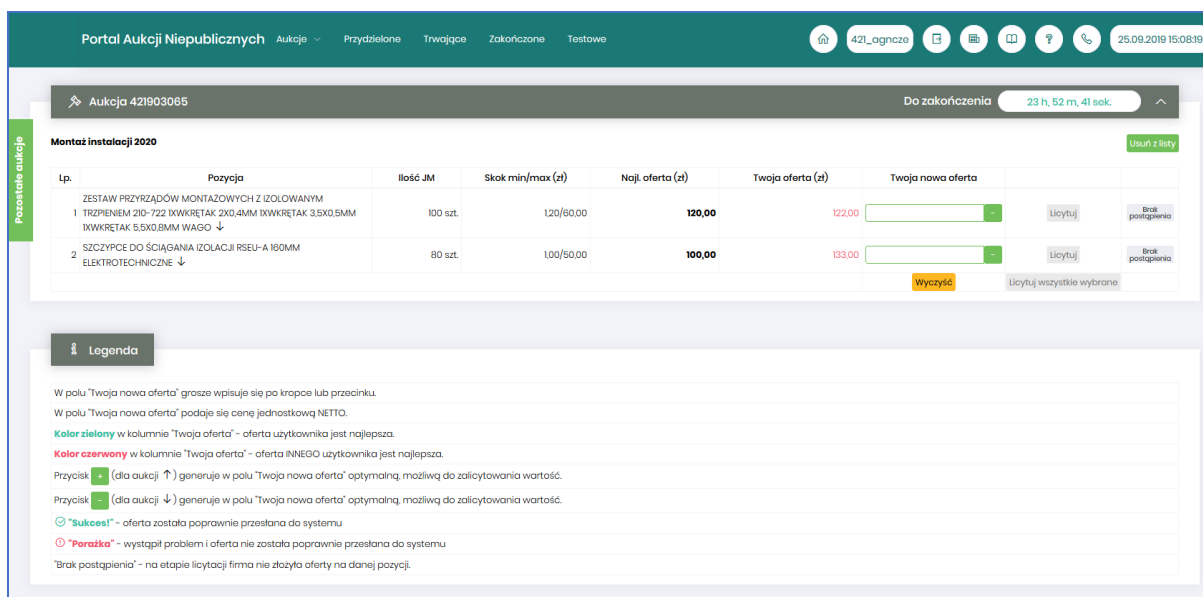 Portal Aukcji Niepublicznych Aukcje Przydzielone Trwające Zakończone Testowe 421_agncze 25.09.2019 15:08:19
Aukcja 421903065 Do zakończenia 23 h, 52 m, 41 sek.
Pozostałe aukcje
Montaż instalacji 2020 Usuń z listy
Lp. Pozycja Ilość JM Skok min/max (zł) Najl. oferta (zł) Twoja oferta (zł) Twoja nowa oferta
ZESTAW PRZYRZĄDÓW MONTAŻOWYCH Z IZOLOWANYM
1 TRZPIENIEM 210-722 1XWKRĘTAK 2X0,4MM 1XWKRĘTAK 3,5X0,5MM 100 szt. 1,20/60,00 120,00 122,00 - Licytuj Brak postąpienia
1XWKRĘTAK 5,5X0,8MM WAGO ↓
SZCZYPCE DO ŚCIĄGANIA IZOLACJI RSEU-A 160MM
2 ELEKTROTECHNICZNE ↓ 80 szt. 1,00/50,00 100,00 133,00 - Licytuj Brak postąpienia
Wyczyść Licytuj wszystkie wybrane
Legenda
W polu "Twoja nowa oferta" grosze wpisuje się po kropce lub przecinku.
W polu "Twoja nowa oferta" podaje się cenę jednostkową NETTO.
Kolor zielony w kolumnie "Twoja oferta" - oferta użytkownika jest najlepsza.
Kolor czerwony w kolumnie "Twoja oferta" - oferta INNEGO użytkownika jest najlepsza.
Przycisk + (dla aukcji ↑) generuje w polu "Twoja nowa oferta" optymalną, możliwą do zalicytowania wartość.
Przycisk - (dla aukcji ↓) generuje w polu "Twoja nowa oferta" optymalną, możliwą do zalicytowania wartość.
"Sukces!" - oferta została poprawnie przesłana do systemu
"Porażka" - wystąpił problem i oferta nie została poprawnie przesłana do systemu
"Brak postąpienia" - na etapie licytacji firma nie złożyła oferty na danej pozycji.